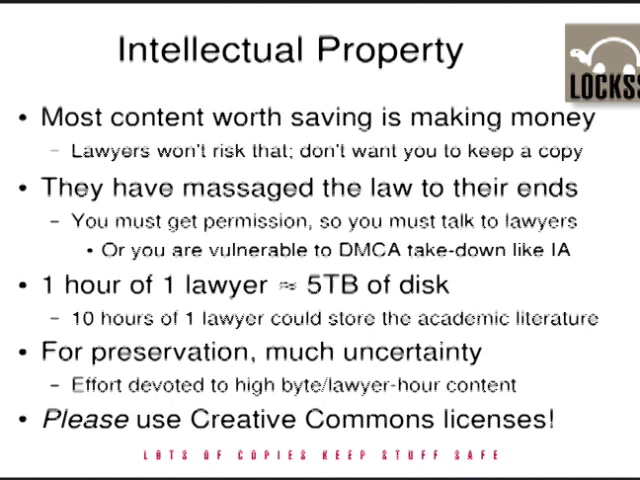 Intellectual Property
LOCKSS
• Most content worth saving is making money
– Lawyers won't risk that; don't want you to keep a copy
• They have massaged the law to their ends
– You must get permission, so you must talk to lawyers
• Or you are vulnerable to DMCA take-down like IA
• 1 hour of 1 lawyer ≈ 5TB of disk
– 10 hours of 1 lawyer could store the academic literature
• For preservation, much uncertainty
– Effort devoted to high byte/lawyer-hour content
• Please use Creative Commons licenses!
LOTS OF COPIES KEEP STUFF SAFE